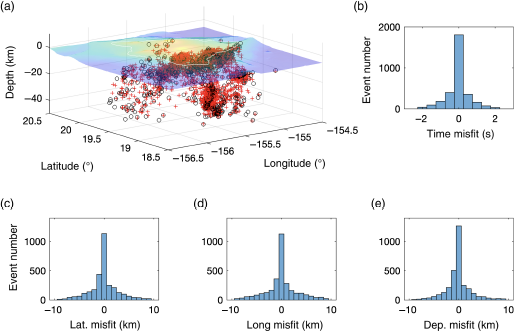 (a)
0
−20
−40
Depth (km)
20.5
20
19
18.5
Latitude (°)
−156.5
−156
−155.5
−155
−154.5
Longitude (°)
(b)
2000
1000
0
Event number
−2 0 2
Time misfit (s)
(c)
1000
500
0
Event number
−10 0 10
Lat. misfit (km)
(d)
1000
500
0
−10 0 10
Long misfit (km)
(e)
1000
500
0
−10 0 10
Dep. misfit (km)